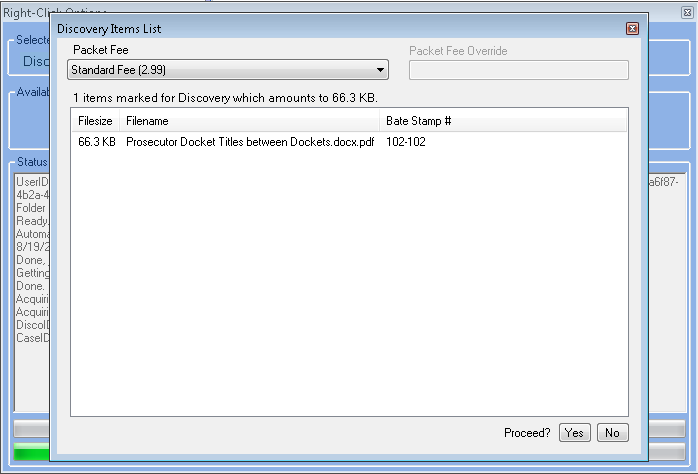 Right-Click Options
Discovery Items List
Packet Fee
Packet Fee Override
Standard Fee (2.99)
1 items marked for Discovery which amounts to 66.3 KB.
Filesize Filename Bate Stamp #
66.3 KB Prosecutor Docket Titles between Dockets.docx.pdf 102-102
Proceed? Yes No
Selecte
Disc
Availab
Status
UserID a6f87-
4b2a-4
Folder
Ready.
Automa
8/19/2
Done, 
Getting
Done.
Acquiri
Acquiri
DiscoID
CaseID